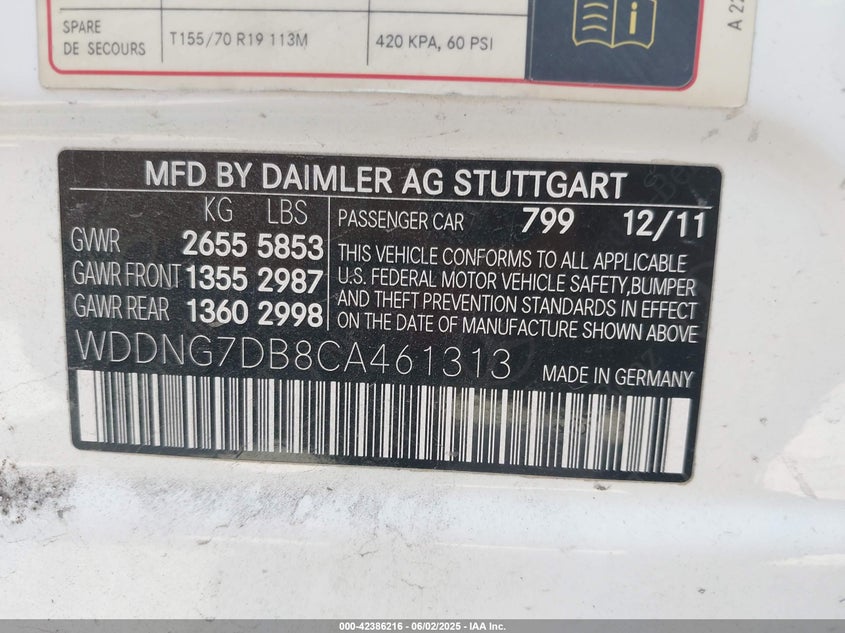 SPARE
DE SECOURS
T155/70 R19 113M
420 KPA, 60 PSI
A 22
MFD BY DAIMLER AG STUTTGART
KG LBS
GVWR 2655 5853
GAWR FRONT 1355 2987
GAWR REAR 1360 2998
PASSENGER CAR 799 12/11
THIS VEHICLE CONFORMS TO ALL APPLICABLE
U.S. FEDERAL MOTOR VEHICLE SAFETY,BUMPER
AND THEFT PREVENTION STANDARDS IN EFFECT
ON THE DATE OF MANUFACTURE SHOWN ABOVE
WDDNG7DB8CA461313
MADE IN GERMANY
000-42386216 - 06/02/2025 - IAA Inc.